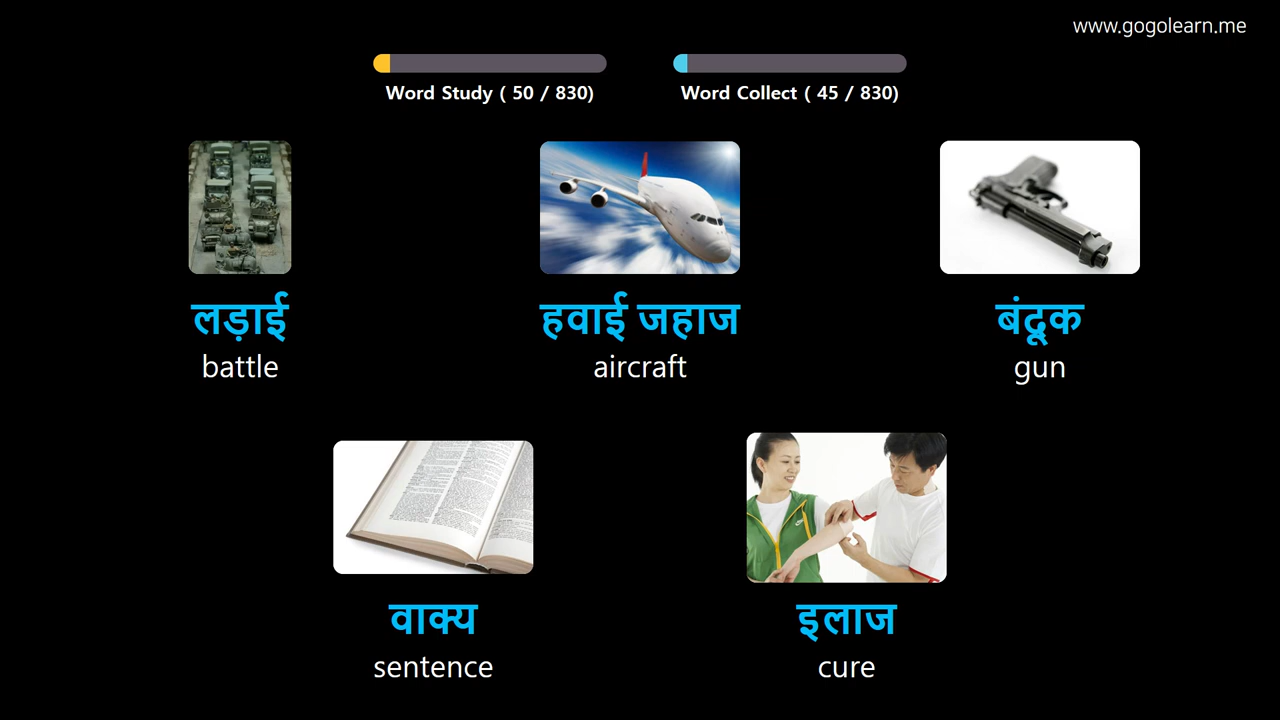 www.gogolearn.me
Word Study ( 50 / 830)
Word Collect ( 45 / 830)
लड़ाई
battle
हवाई जहाज
aircraft
बंदूक
gun
वाक्य
sentence
इलाज
cure